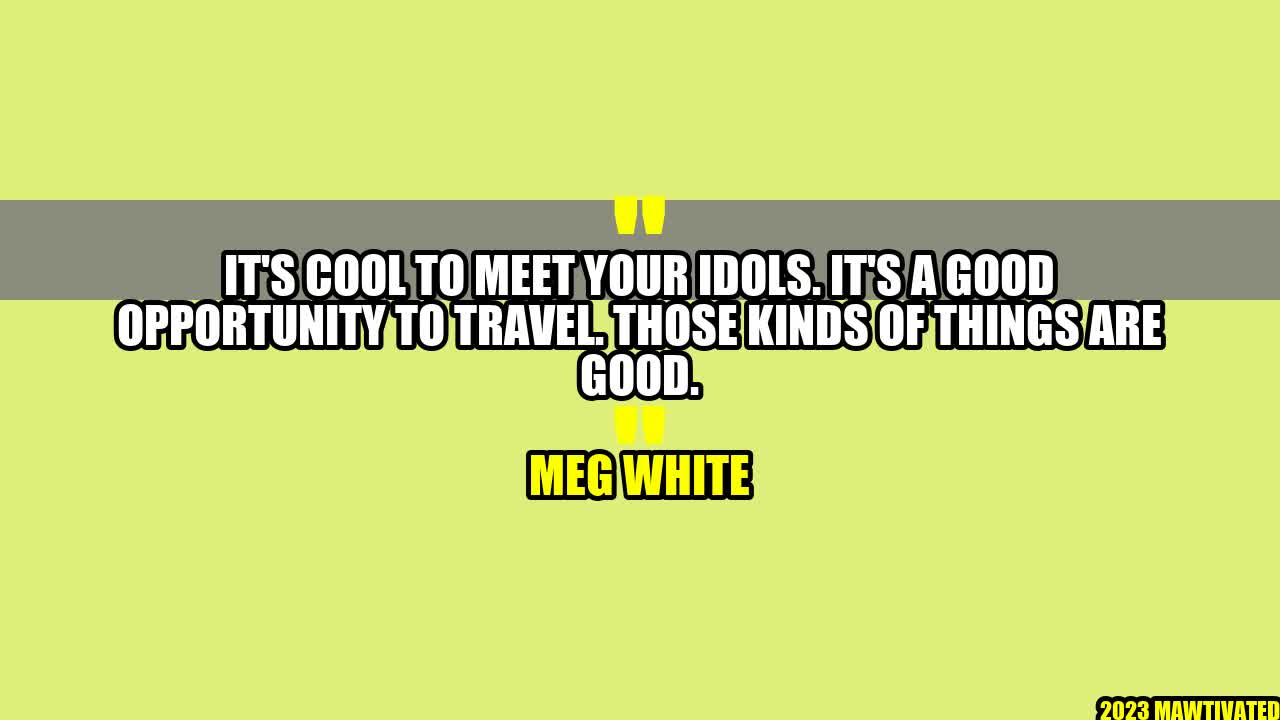 "
IT'S COOL TO MEET YOUR IDOLS. IT'S A GOOD
OPPORTUNITY TO TRAVEL. THOSE KINDS OF THINGS ARE
GOOD.
"
MEG WHITE
2023 MAWTIVATED